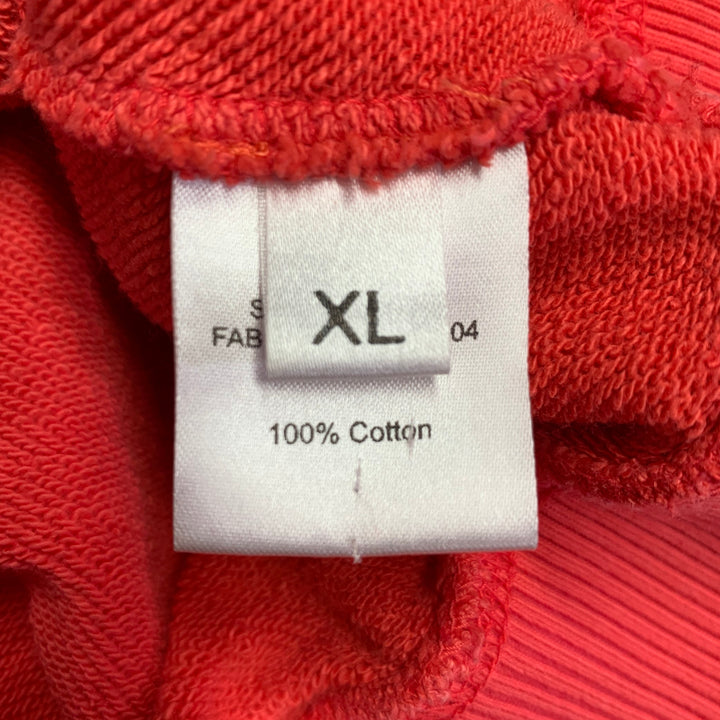 XL
S
FAB 04
100% Cotton